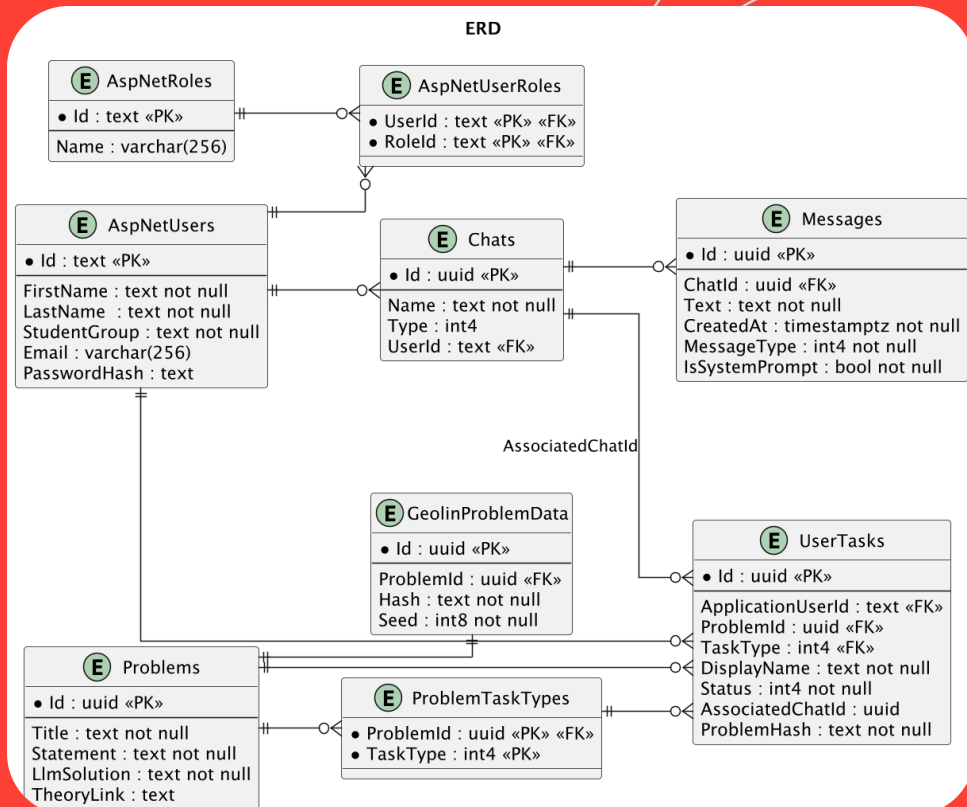 ERD
E AspNetRoles
• Id : text «PK»
Name : varchar(256)
E AspNetUserRoles
• UserId : text «PK» «FK»
• RoleId : text «PK» «FK»
E AspNetUsers
• Id : text «PK»
FirstName : text not null
LastName : text not null
StudentGroup : text not null
Email : varchar(256)
PasswordHash : text
E Chats
• Id : uuid «PK»
Name : text not null
Type : int4
UserId : text «FK»
E Messages
• Id : uuid «PK»
ChatId : uuid «FK»
Text : text not null
CreatedAt : timestamptz not null
MessageType : int4 not null
IsSystemPrompt : bool not null
AssociatedChatId
E GeolinProblemData
• Id : uuid «PK»
ProblemId : uuid «FK»
Hash : text not null
Seed : int8 not null
E UserTasks
• Id : uuid «PK»
ApplicationUserId : text «FK»
ProblemId : uuid «FK»
TaskType : int4 «FK»
DisplayName : text not null
Status : int4 not null
AssociatedChatId : uuid
ProblemHash : text not null
E Problems
• Id : uuid «PK»
Title : text not null
Statement : text not null
LlmSolution : text not null
TheoryLink : text
E ProblemTaskTypes
• ProblemId : uuid «PK» «FK»
• TaskType : int4 «PK»